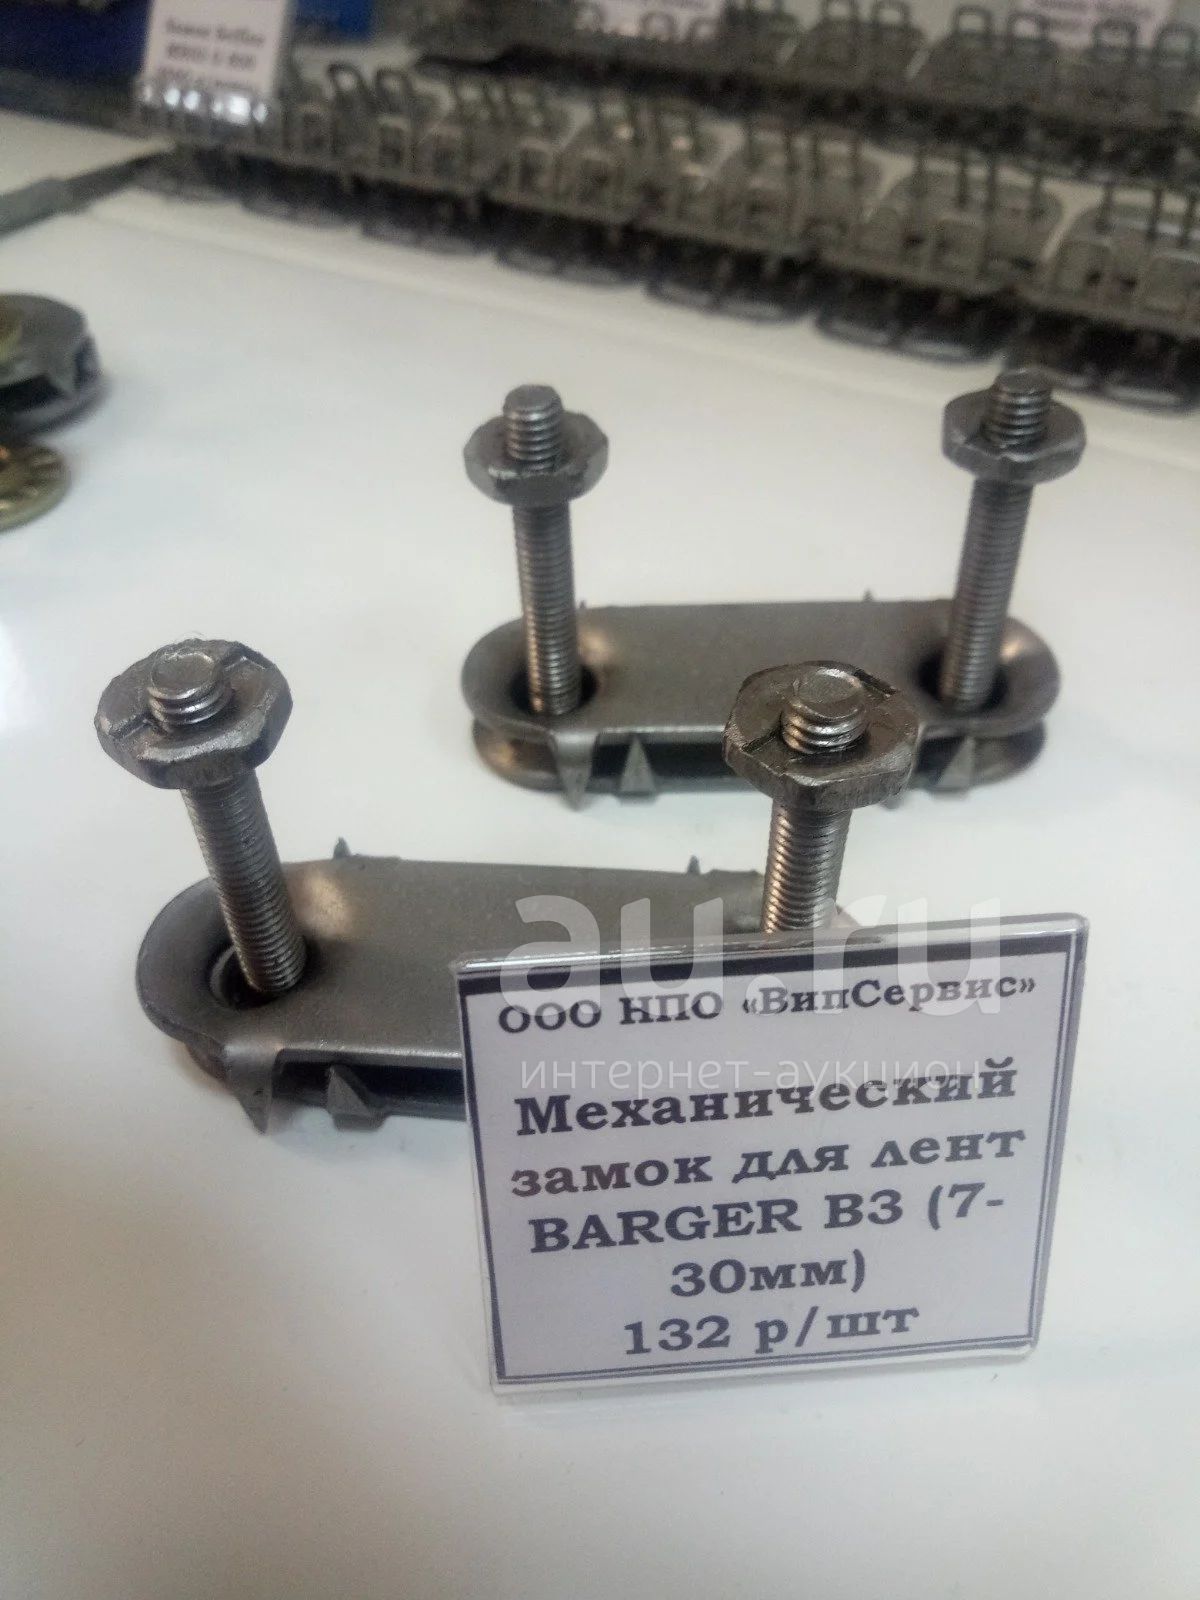 au.ru
интернет-аукцион
ООО НПО «ВипСервис»
Механический
замок для лент
BARGER B3 (7-
30мм)
132 р/шт